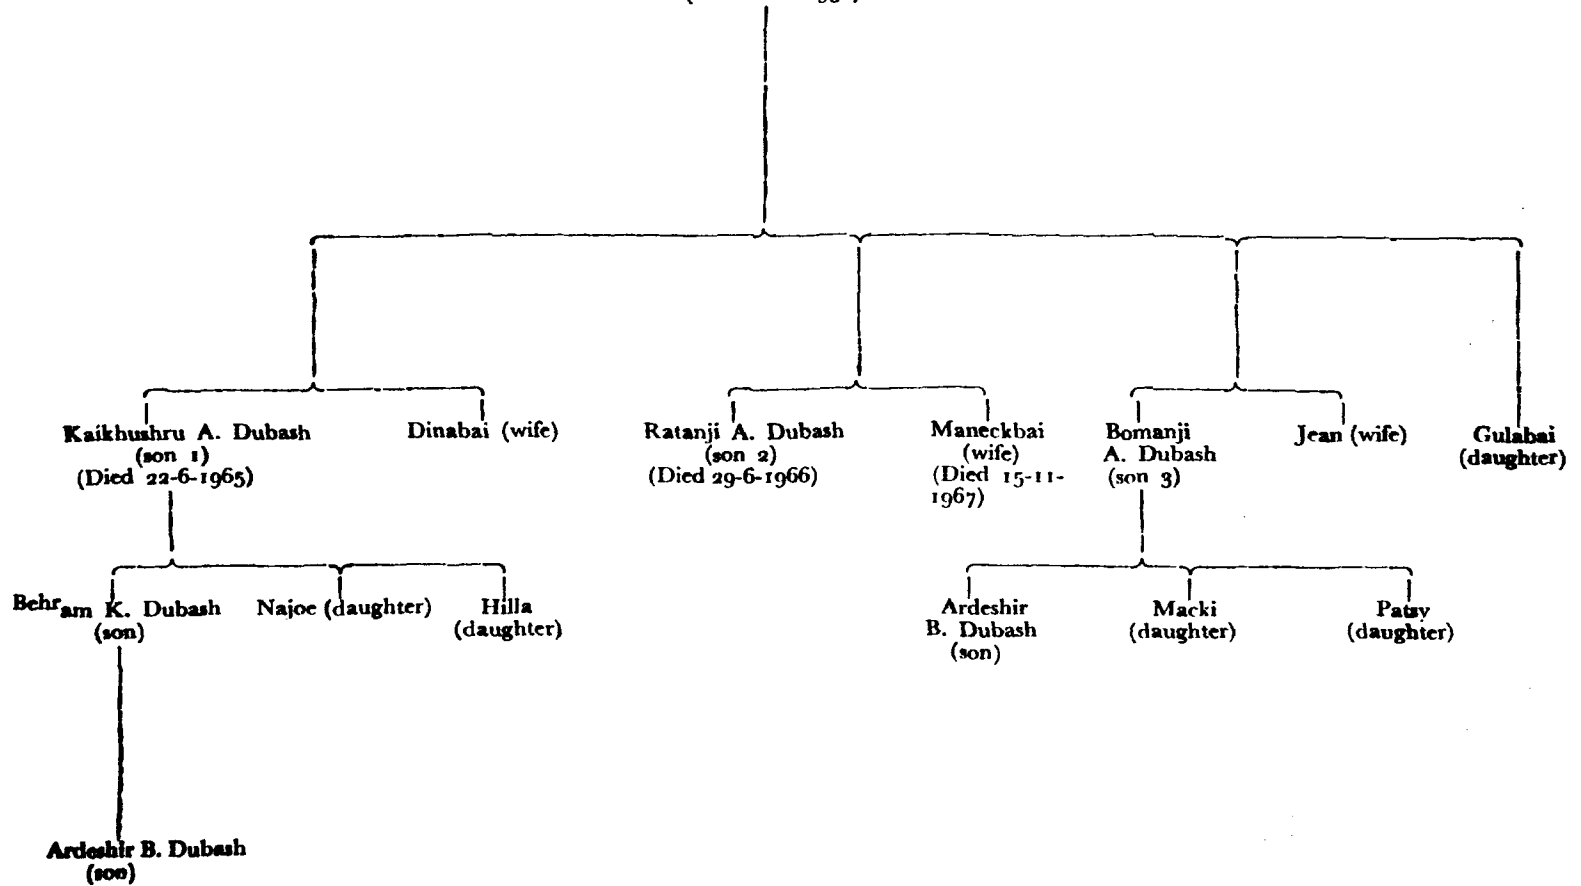 Kaikhushru A. Dubash
(son 1)
(Died 22-6-1965)
Dinabai (wife)
Ratanji A. Dubash
(son 2)
(Died 29-6-1966)
Maneckbai
(wife)
(Died 15-11-
1967)
Bomanji
A. Dubash
(son 3)
Jean (wife)
Gulabai
(daughter)
Behram K. Dubash
(son)
Najoe (daughter)
Hilla
(daughter)
Ardeshir
B. Dubash
(son)
Macki
(daughter)
Patsy
(daughter)
Ardeshir B. Dubash
(son)